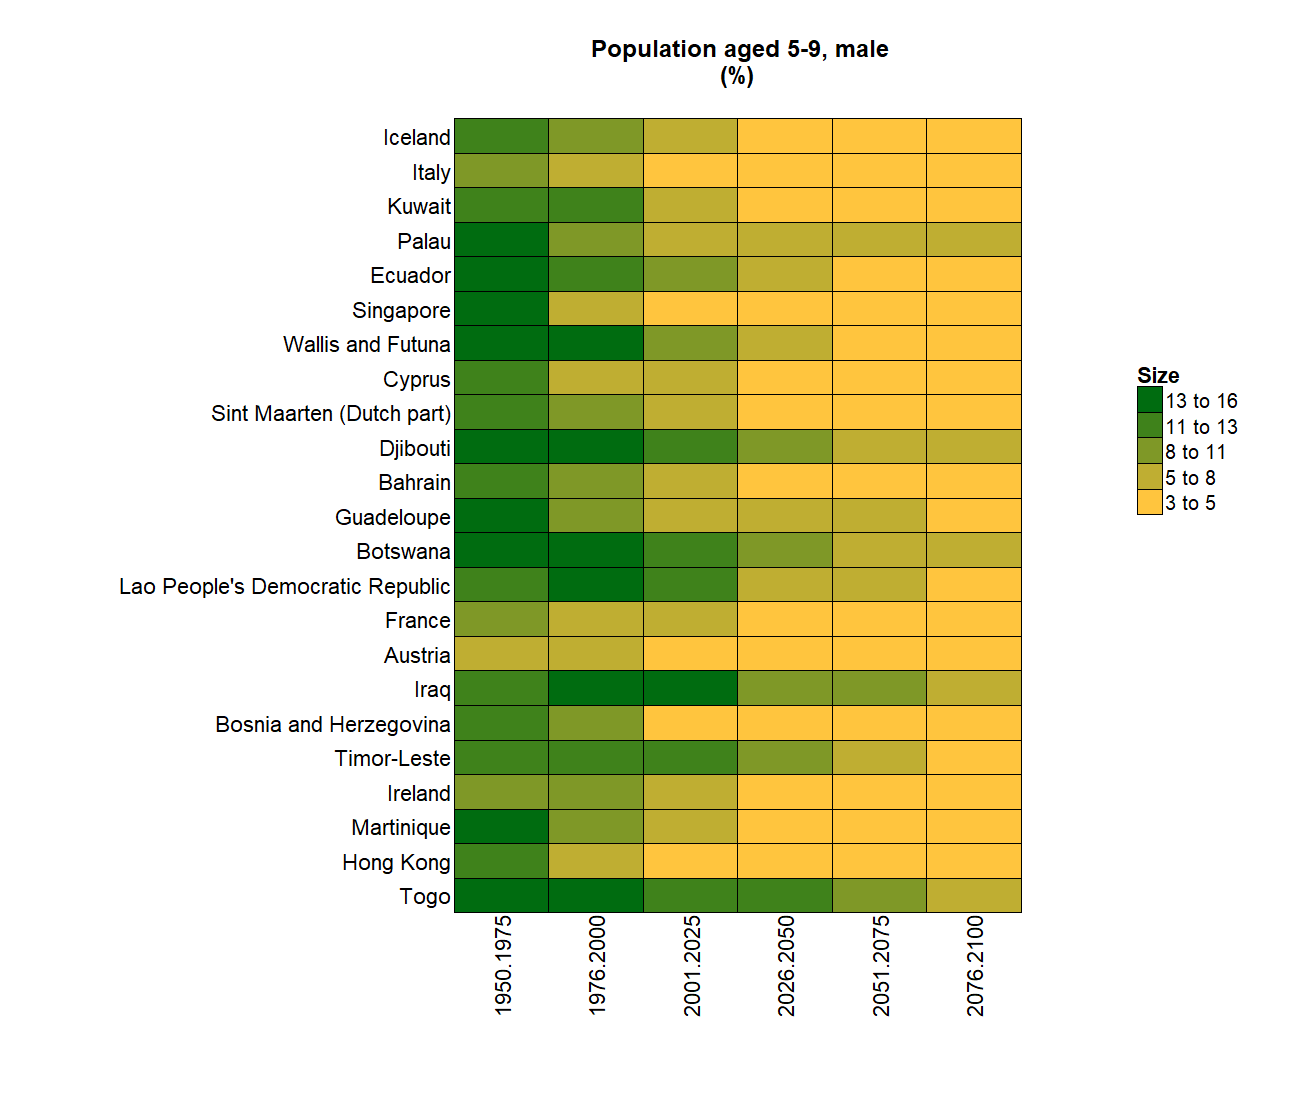 Population aged 5-9, male
(%)
Iceland
Italy
Kuwait
Palau
Ecuador
Singapore
Wallis and Futuna
Cyprus
Sint Maarten (Dutch part)
Djibouti
Bahrain
Guadeloupe
Botswana
Lao People's Democratic Republic
France
Austria
Iraq
Bosnia and Herzegovina
Timor-Leste
Ireland
Martinique
Hong Kong
Togo
1950.1975
1976.2000
2001.2025
2026.2050
2051.2075
2076.2100
Size
13 to 16
11 to 13
8 to 11
5 to 8
3 to 5